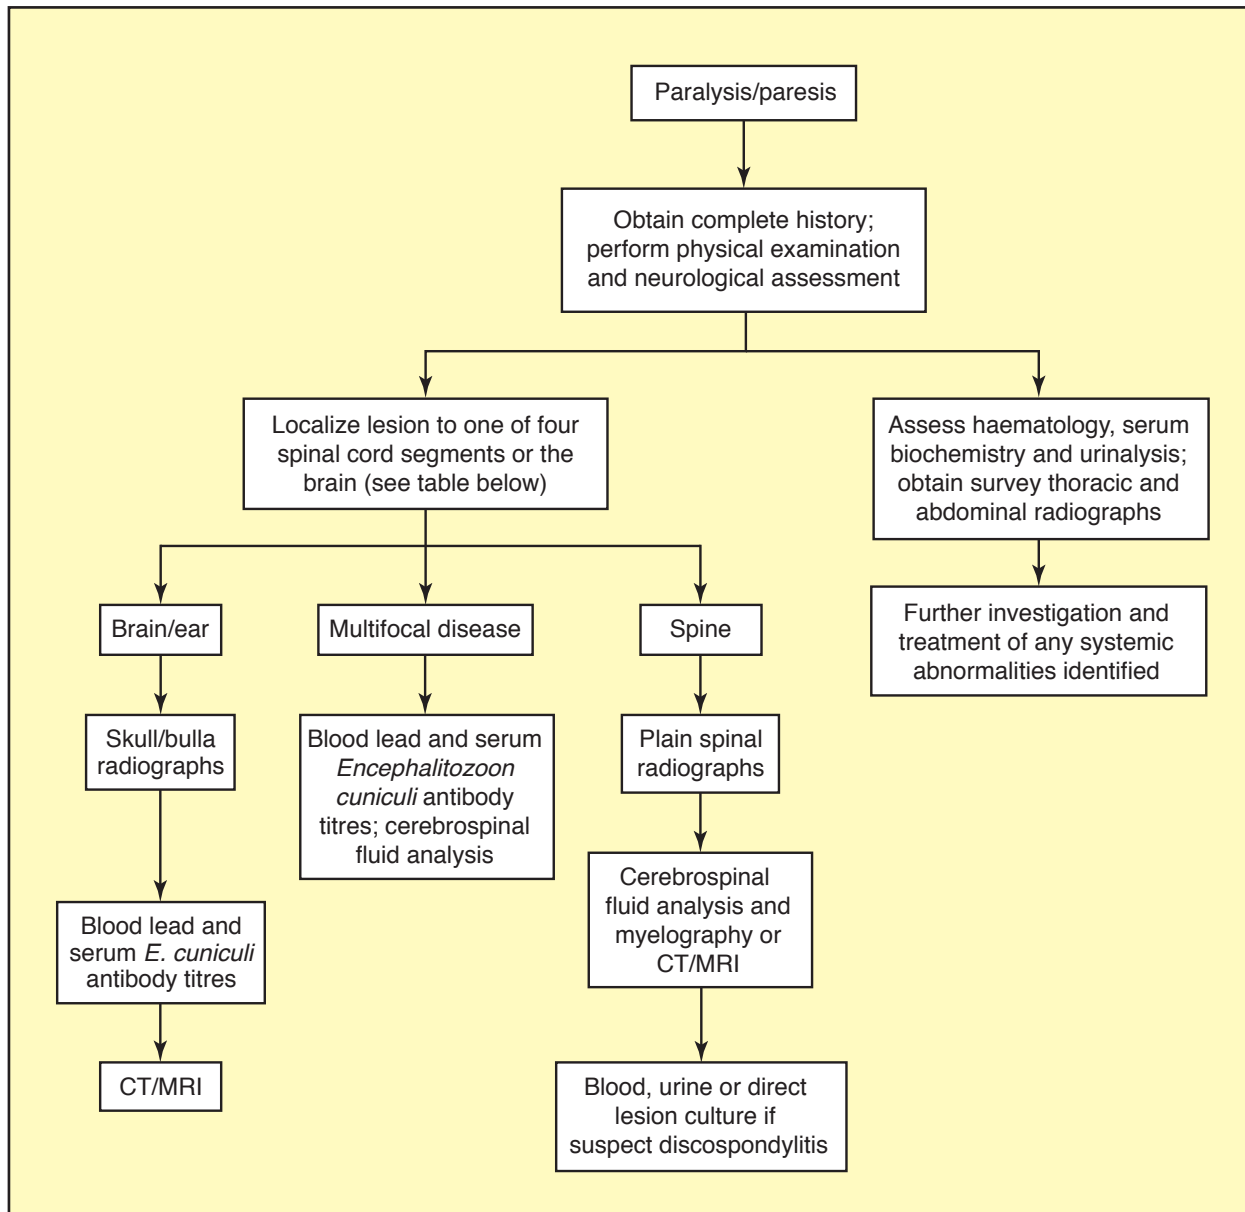 Paralysis/paresis
Obtain complete history;
perform physical examination
and neurological assessment
Localize lesion to one of four
spinal cord segments or the
brain (see table below)
Assess haematology, serum
biochemistry and urinalysis;
obtain survey thoracic and
abdominal radiographs
Brain/ear
Multifocal disease
Spine
Further investigation and
treatment of any systemic
abnormalities identified
Skull/bulla
radiographs
Blood lead and serum
Encephalitozoon
cuniculi antibody
titres; cerebrospinal
fluid analysis
Plain spinal
radiographs
Cerebrospinal
fluid analysis and
myelography or
CT/MRI
Blood lead and
serum E. cuniculi
antibody titres
CT/MRI
Blood, urine or direct
lesion culture if
suspect discospondylitis